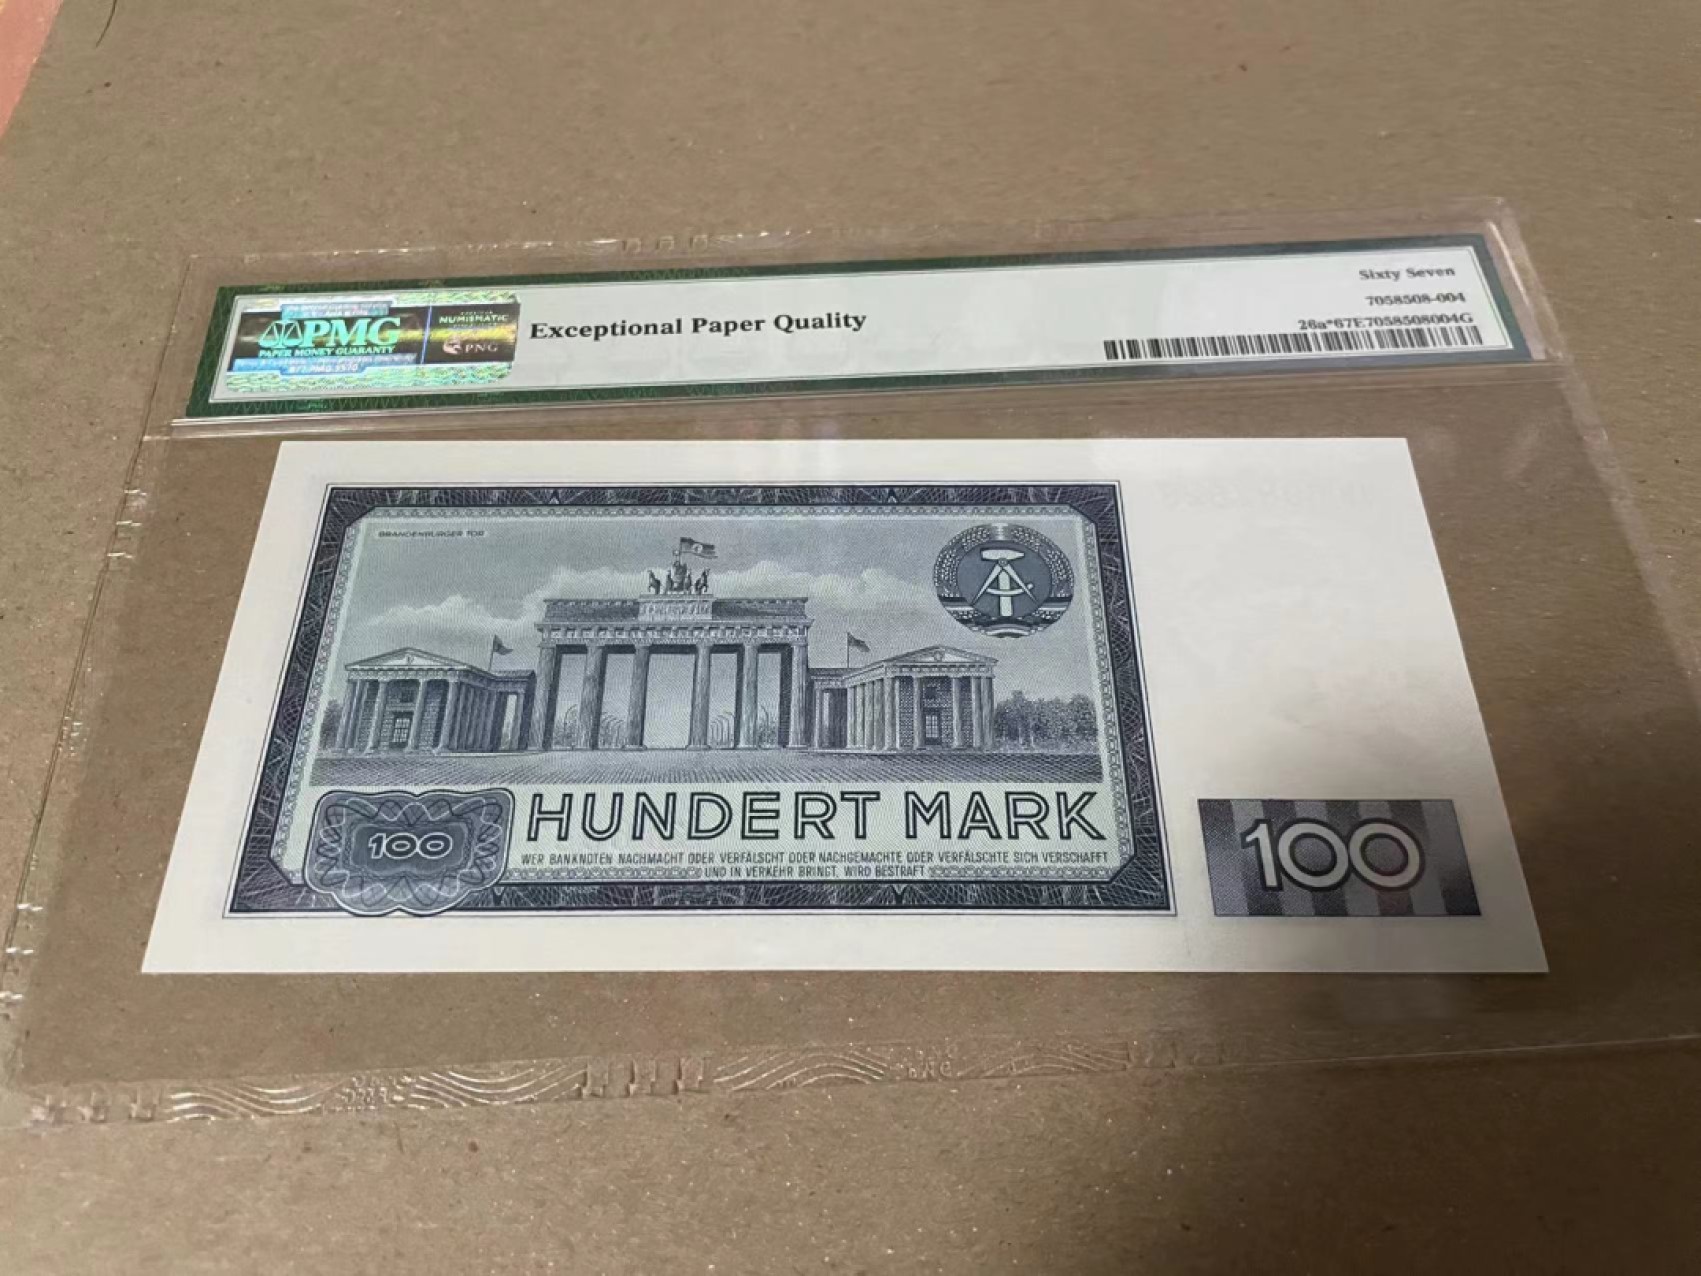 PMG
PAPER MONEY GUARANTY
NUMISMATIC
PNG
Exceptional Paper Quality
Sixty Seven
7058508-004
26a*67E7058508004G
BRANDENBURGER TOR
HUNDERT MARK
100
WER BANKNOTEN NACHMACHT ODER VERFÄLSCHT ODER NACHGEMACHTE ODER VERFÄLSCHTE SICH VERSCHAFFT
UND IN VERKEHR BRINGT, WIRD BESTRAFT
100